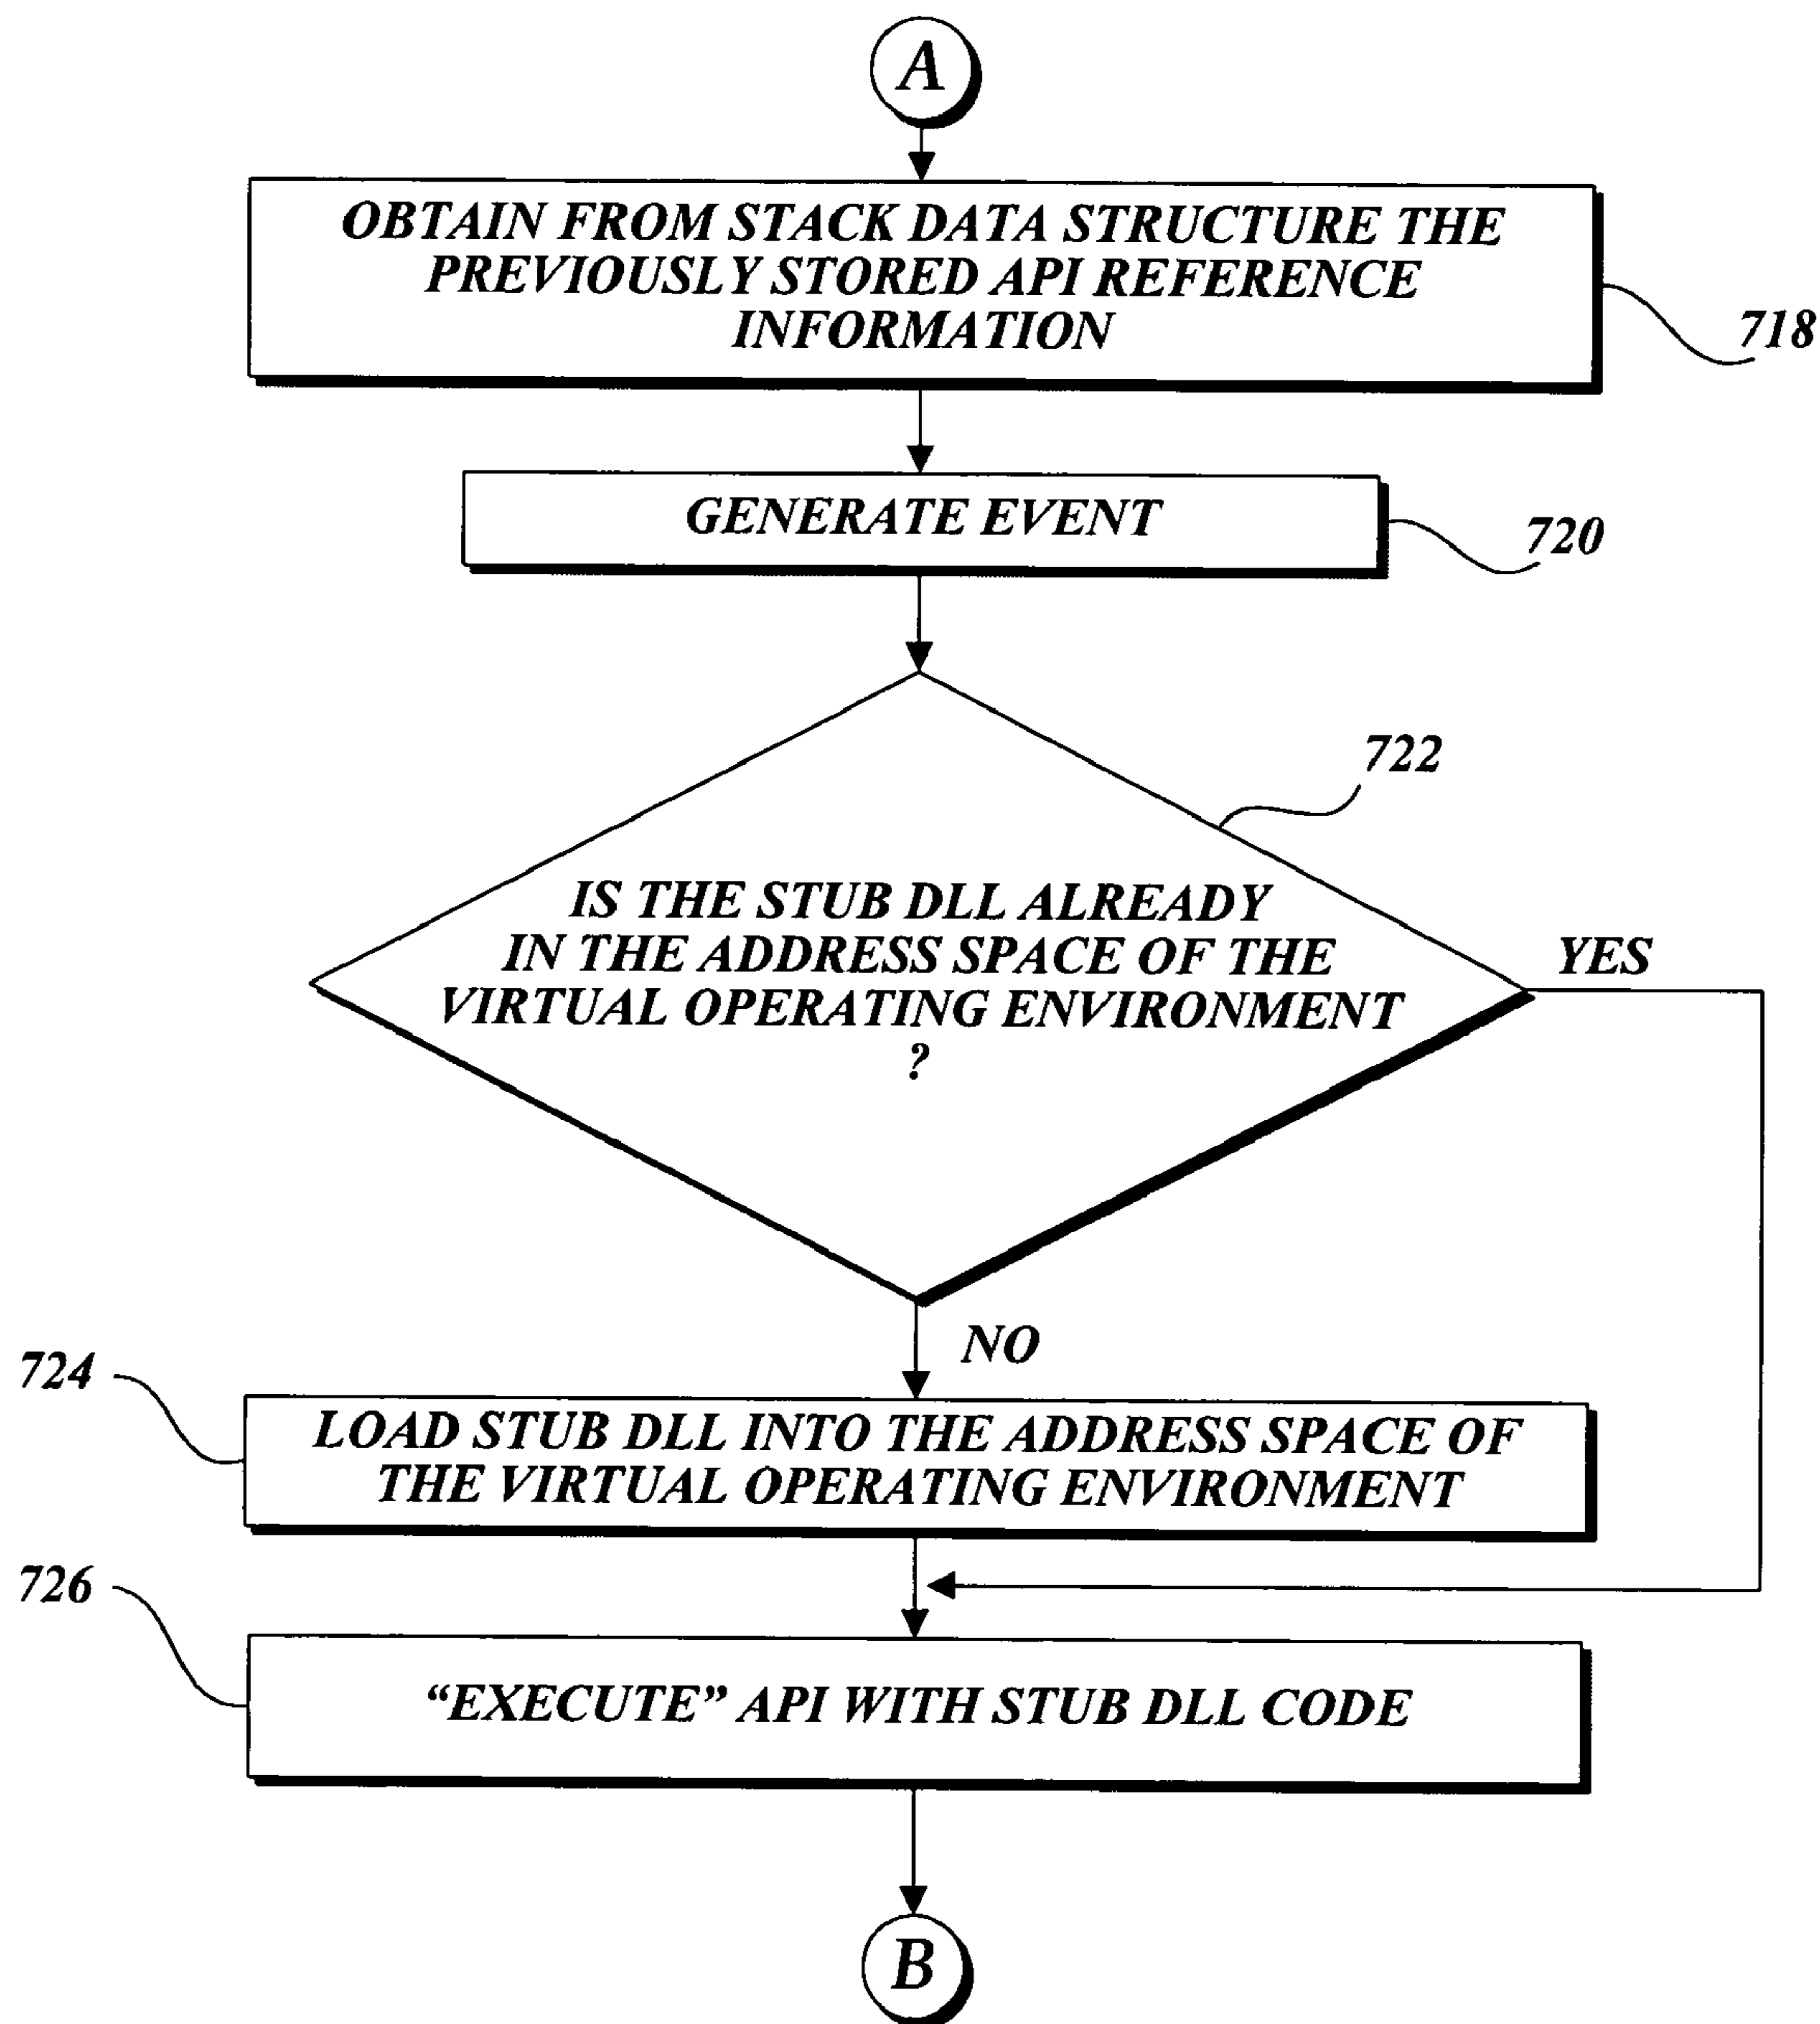 A
OBTAIN FROM STACK DATA STRUCTURE THE
PREVIOUSLY STORED API REFERENCE
INFORMATION
718
GENERATE EVENT
720
722
IS THE STUB DLL ALREADY
IN THE ADDRESS SPACE OF THE
VIRTUAL OPERATING ENVIRONMENT
?
YES
NO
724
LOAD STUB DLL INTO THE ADDRESS SPACE OF
THE VIRTUAL OPERATING ENVIRONMENT
726
“EXECUTE” API WITH STUB DLL CODE
B